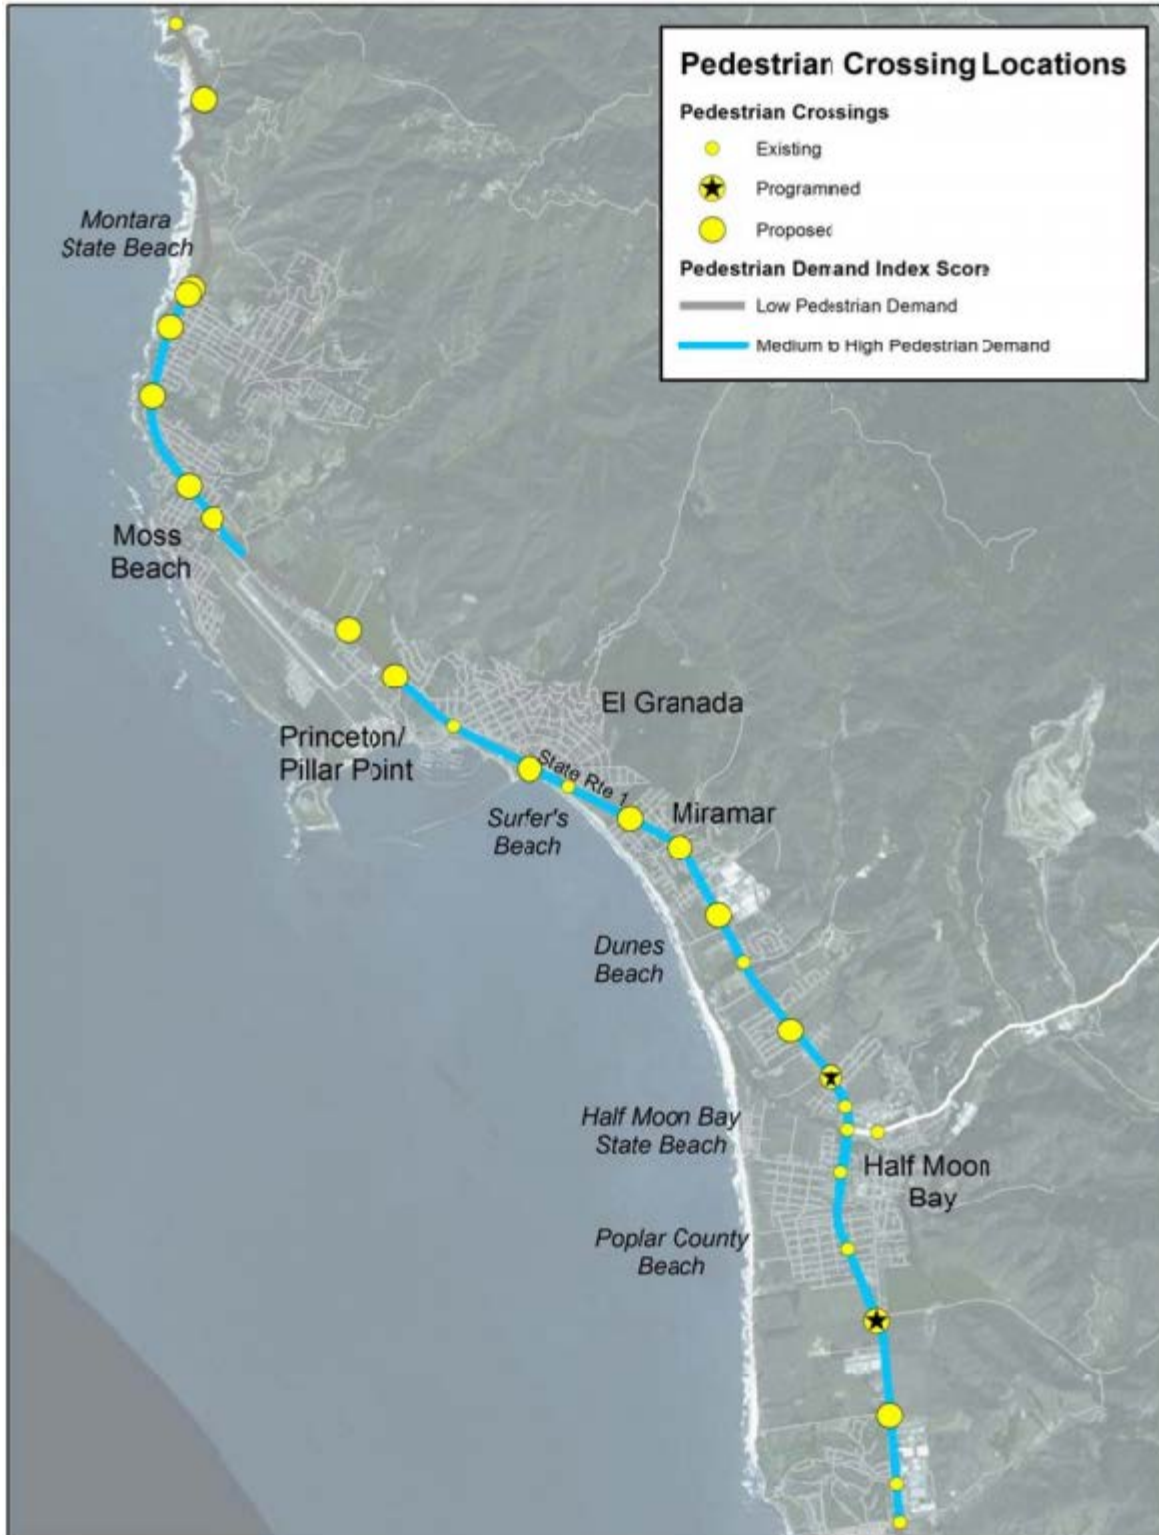 Pedestrian Crossing Locations
Pedestrian Crossings
Existing
Programmed
Proposed
Pedestrian Demand Index Score
Low Pedestrian Demand
Medium to High Pedestrian Demand
Montara
State Beach
Moss
Beach
El Granada
Princeton/
Pillar Point
State Rte 1
Surfer's
Beach
Miramar
Dunes
Beach
Half Moon Bay
State Beach
Half Moon
Bay
Poplar County
Beach